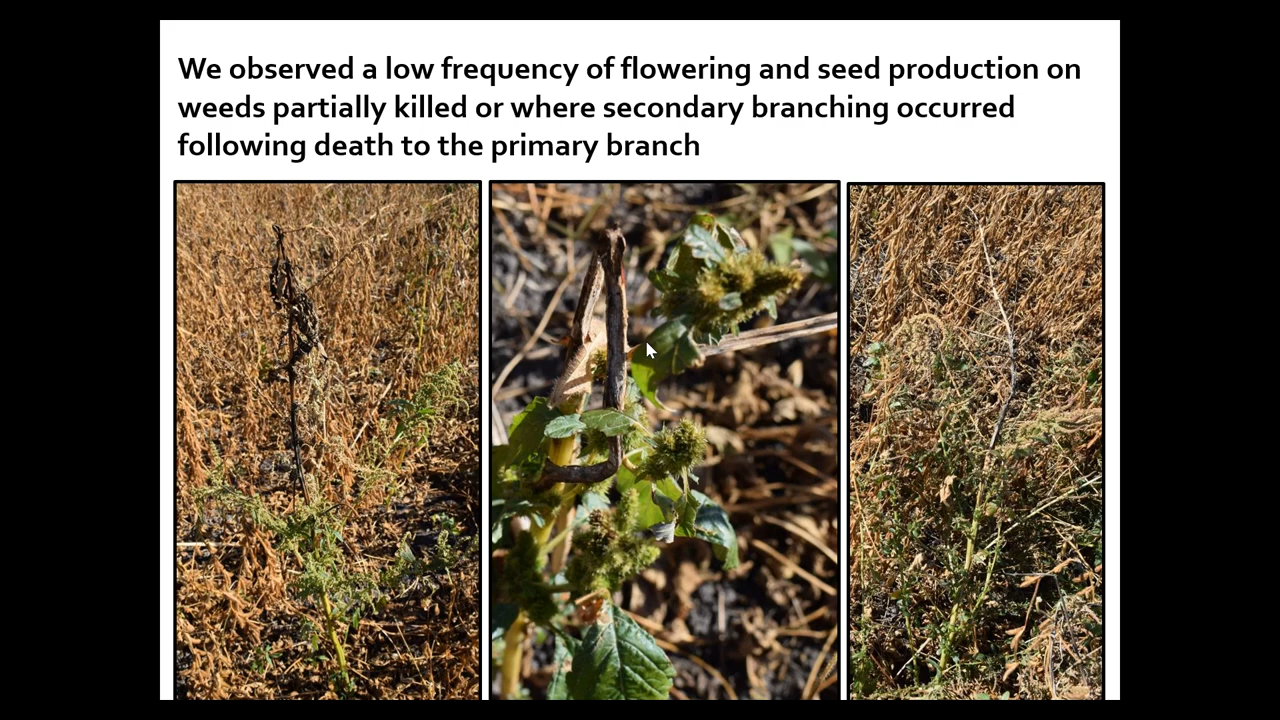 We observed a low frequency of flowering and seed production on
weeds partially killed or where secondary branching occurred
following death to the primary branch